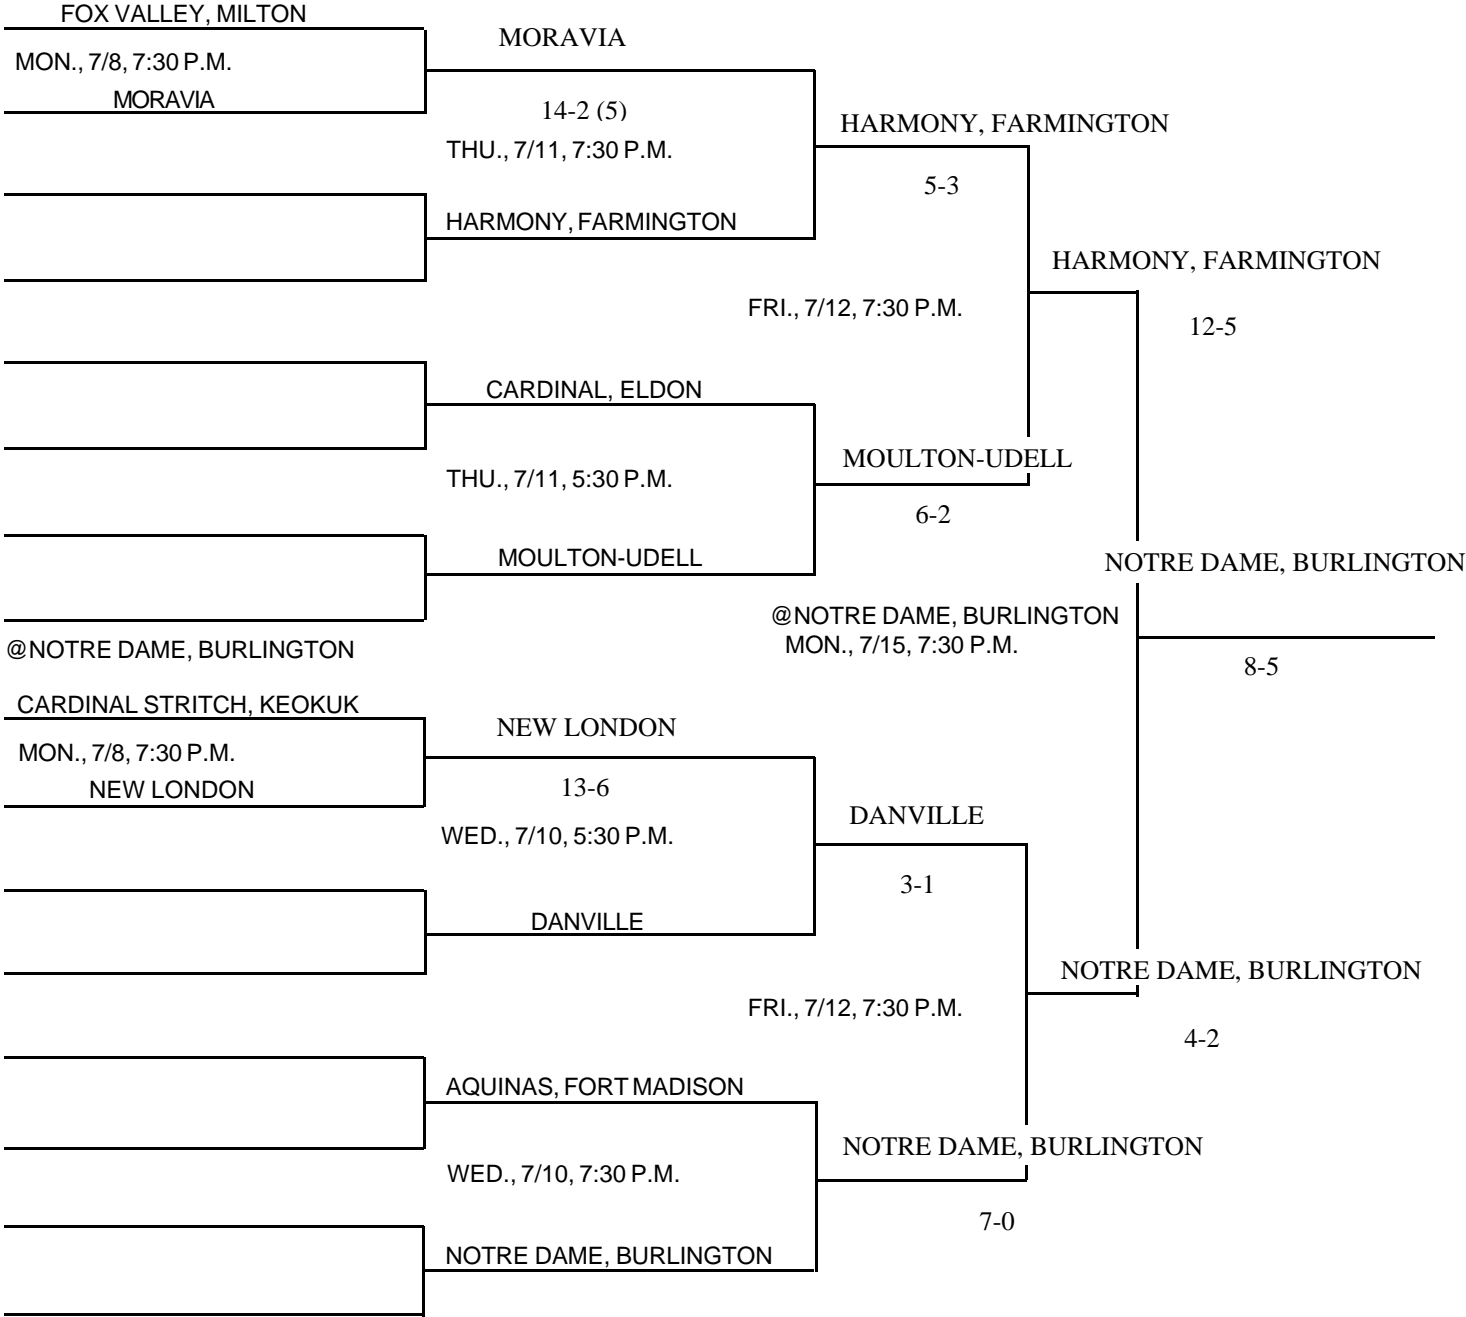 FOX VALLEY, MILTON
MON., 7/8, 7:30 P.M.
MORAVIA
MORAVIA
14-2 (5)
THU., 7/11, 7:30 P.M.
HARMONY, FARMINGTON
HARMONY, FARMINGTON
5-3
HARMONY, FARMINGTON
12-5
FRI., 7/12, 7:30 P.M.
CARDINAL, ELDON
THU., 7/11, 5:30 P.M.
MOULTON-UDELL
MOULTON-UDELL
6-2
NOTRE DAME, BURLINGTON
8-5
@NOTRE DAME, BURLINGTON
MON., 7/15, 7:30 P.M.
@NOTRE DAME, BURLINGTON
CARDINAL STRITCH, KEOKUK
MON., 7/8, 7:30 P.M.
NEW LONDON
NEW LONDON
13-6
WED., 7/10, 5:30 P.M.
DANVILLE
DANVILLE
3-1
NOTRE DAME, BURLINGTON
4-2
FRI., 7/12, 7:30 P.M.
AQUINAS, FORT MADISON
WED., 7/10, 7:30 P.M.
NOTRE DAME, BURLINGTON
NOTRE DAME, BURLINGTON
7-0